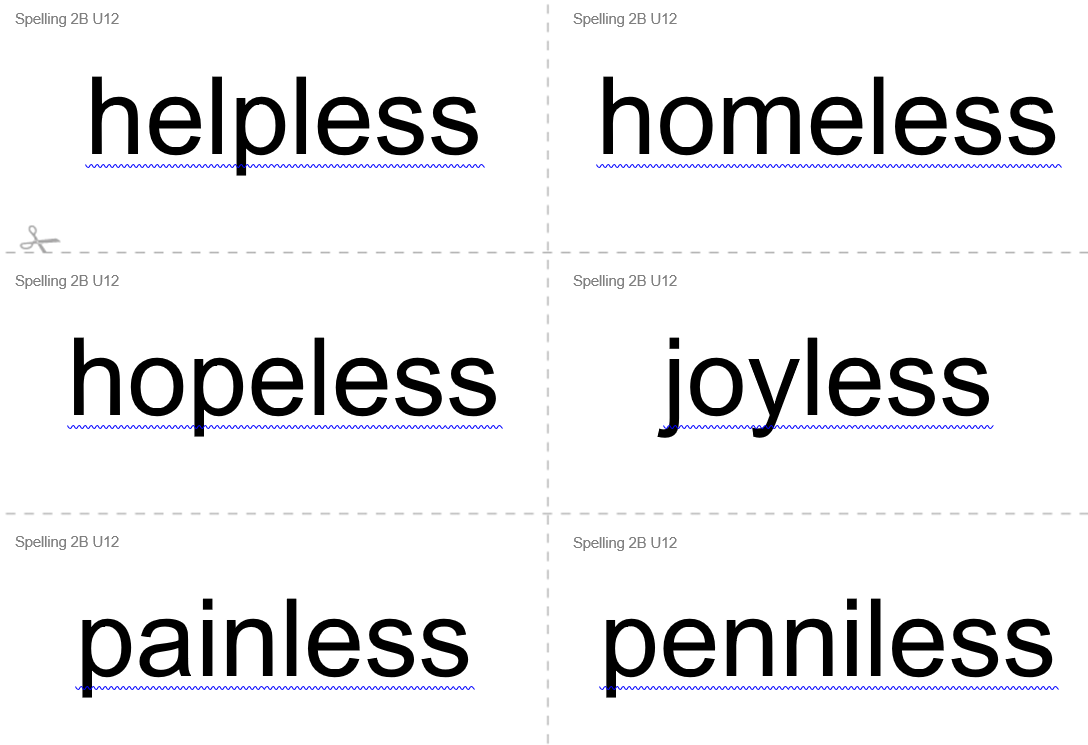 Spelling 2B U12
helpless
Spelling 2B U12
homeless
Spelling 2B U12
hopeless
Spelling 2B U12
joyless
Spelling 2B U12
painless
Spelling 2B U12
penniless